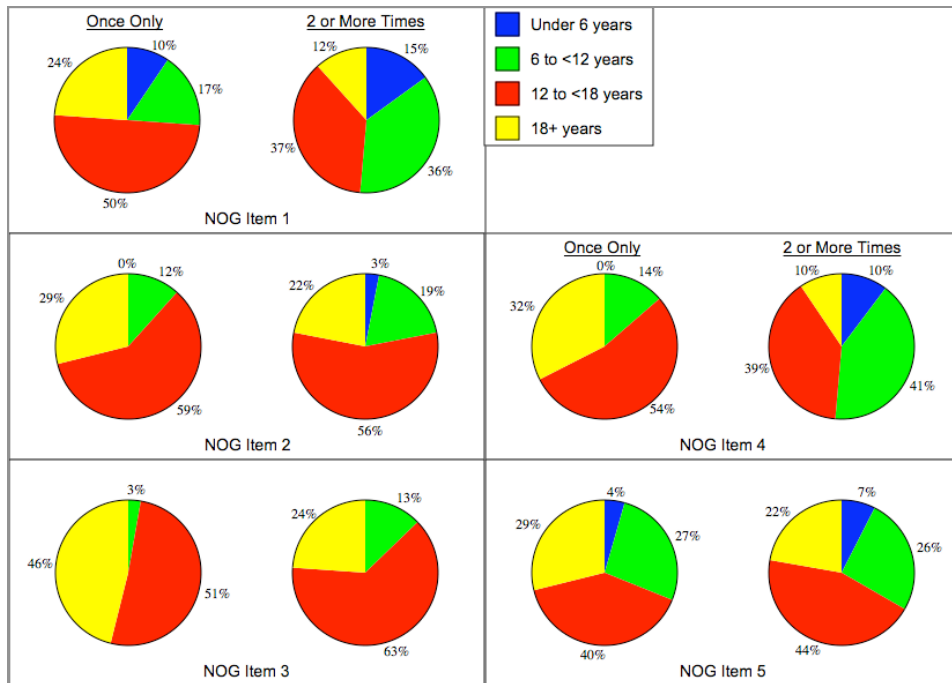 Once Only
2 or More Times
10%
17%
50%
24%
15%
36%
37%
12%
NOG Item 1
Under 6 years
6 to <12 years
12 to <18 years
18+ years
0%
12%
59%
29%
3%
19%
56%
22%
NOG Item 2
Once Only
2 or More Times
0%
14%
54%
32%
10%
41%
39%
10%
NOG Item 4
3%
51%
46%
13%
63%
24%
NOG Item 3
4%
27%
40%
29%
7%
26%
44%
22%
NOG Item 5